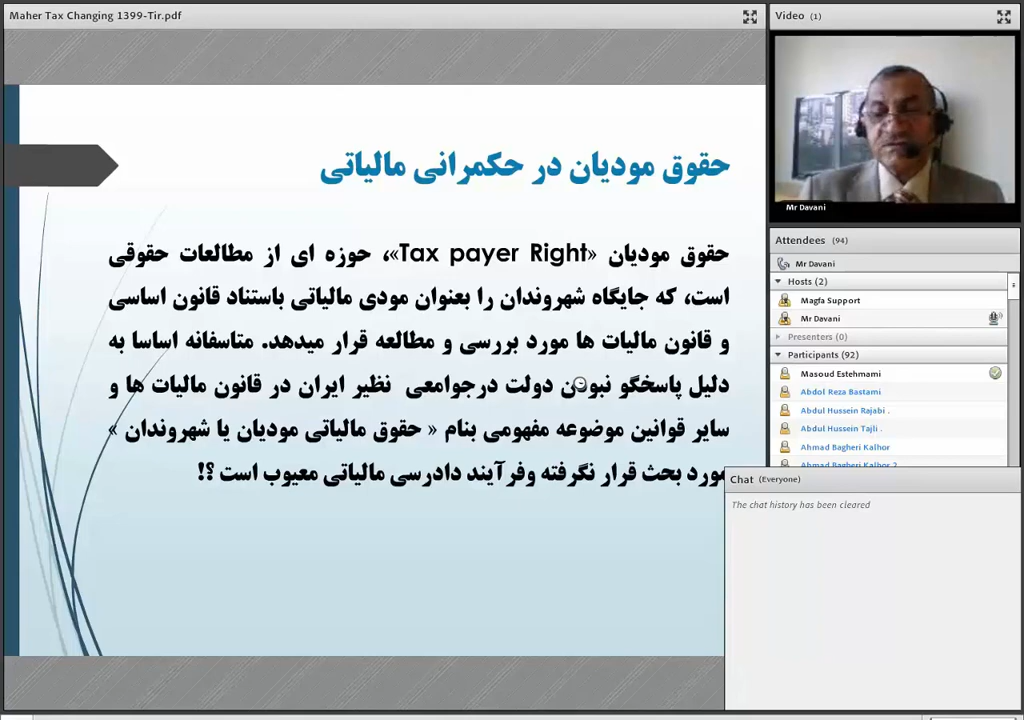 Maher Tax Changing 1399-Tir.pdf
حقوق مودیان در حکمرانی مالیاتی
حقوق مودیان «Tax payer Right»، حوزه ای از مطالعات حقوقی
است، که جایگاه شهروندان را بعنوان مودی مالیاتی باستناد قانون اساسی
و قانون مالیات ها مورد بررسی و مطالعه قرار میدهد. متاسفانه اساسا به
دلیل پاسخگو نبودن دولت درجوامعی نظیر ایران در قانون مالیات ها و
سایر قوانین موضوعه مفهومی بنام « حقوق مالیاتی مودیان یا شهروندان »
مورد بحث قرار نگرفته وفرآیند دادرسی مالیاتی معیوب است ؟!
Video (1)
Mr Davani
Attendees (94)
Mr Davani
Hosts (2)
Magfa Support
Mr Davani
Presenters (0)
Participants (92)
Masoud Estehmami
Abdol Reza Bastami
Abdul Hussein Rajabi .
Abdul Hussein Tajli .
Ahmad Bagheri Kalhor
Ahmad Bagheri Kalhor 2
Chat (Everyone)
The chat history has been cleared